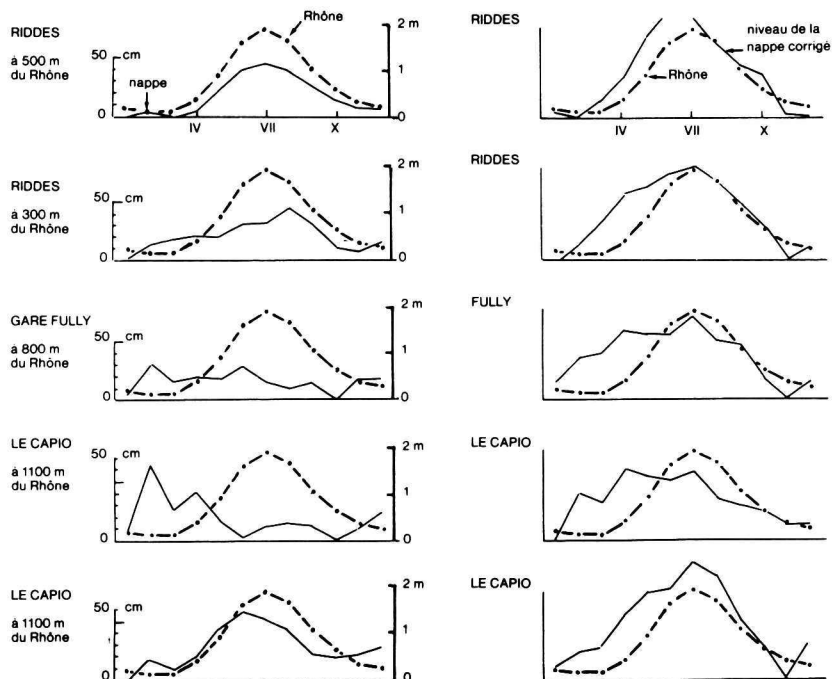 RIDDES
à 500 m
du Rhône
50 cm
0
nappe
Rhône
2 m
1
0
IV VII X
RIDDES
niveau de la
nappe corrigé
Rhône
IV VII X
RIDDES
à 300 m
du Rhône
50 cm
0
2 m
1
0
RIDDES
GARE FULLY
à 800 m
du Rhône
50 cm
0
2 m
1
0
FULLY
LE CAPIO
à 1100 m
du Rhône
50 cm
0
2 m
1
0
LE CAPIO
LE CAPIO
à 1100 m
du Rhône
50 cm
0
2 m
1
0
LE CAPIO